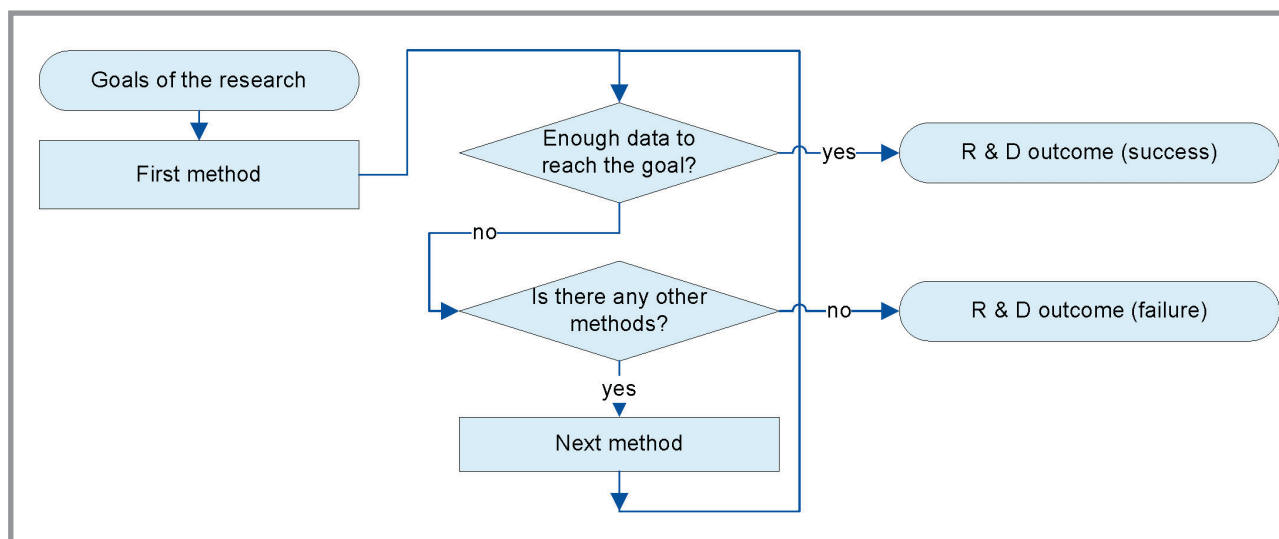 Goals of the research
First method
Enough data to
reach the goal?
yes
R & D outcome (success)
no
Is there any other
methods?
no
R & D outcome (failure)
yes
Next method